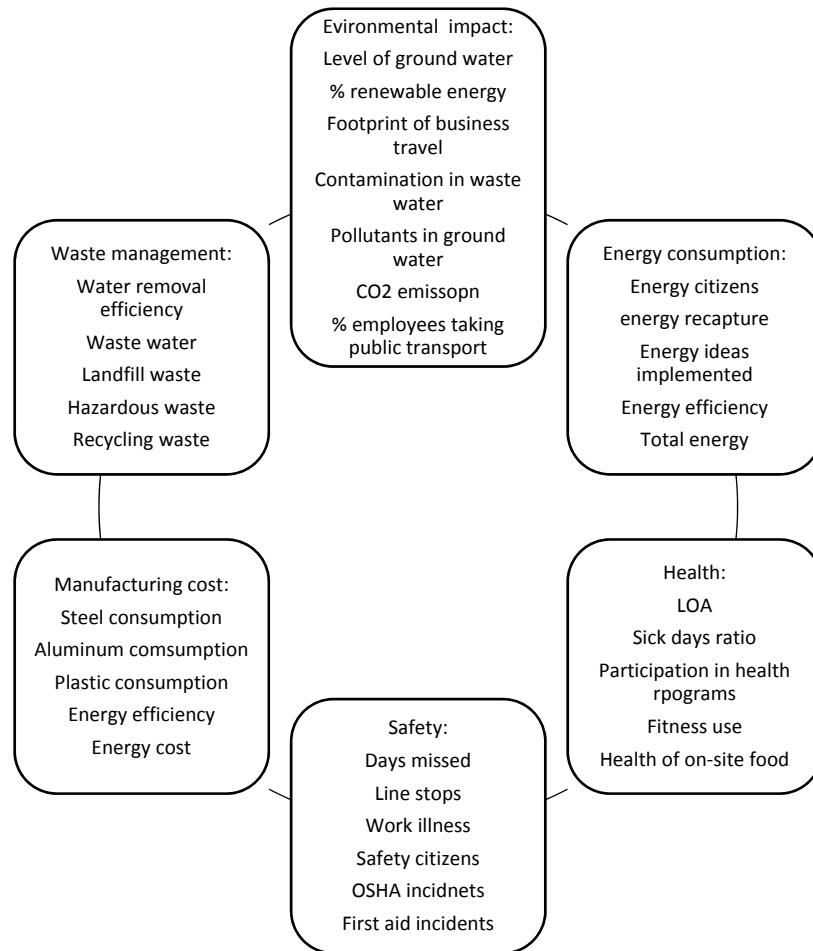 Evironmental  impact:
Level of ground water
% renewable energy
Footprint of business
travel
Contamination in waste
water
Pollutants in ground
water
CO2 emissopn
% employees taking
public transport
Energy consumption:
Energy citizens
energy recapture
Energy ideas
implemented
Energy efficiency
Total energy
Health:
LOA
Sick days ratio
Participation in health
rpograms
Fitness use
Health of on-site food
Safety:
Days missed
Line stops
Work illness
Safety citizens
OSHA incidnets
First aid incidents
Manufacturing cost:
Steel consumption
Aluminum comsumption
Plastic consumption
Energy efficiency
Energy cost
Waste management:
Water removal
efficiency
Waste water
Landfill waste
Hazardous waste
Recycling waste